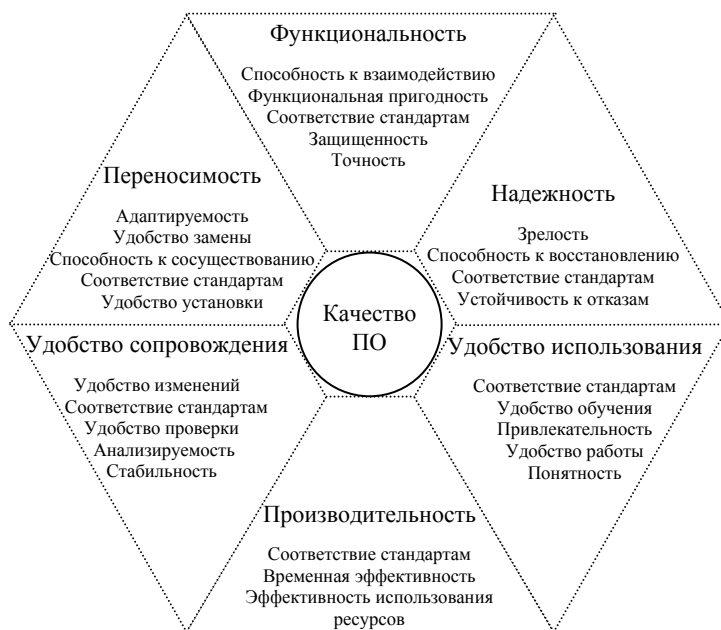 Функциональность
Способность к взаимодействию
Функциональная пригодность
Соответствие стандартам
Защищенность
Точность
Переносимость
Адаптируемость
Удобство замены
Способность к сосуществованию
Соответствие стандартам
Удобство установки
Надежность
Зрелость
Способность к восстановлению
Соответствие стандартам
Устойчивость к отказам
Качество
ПО
Удобство сопровождения
Удобство изменений
Соответствие стандартам
Удобство проверки
Анализируемость
Стабильность
Удобство использования
Соответствие стандартам
Удобство обучения
Привлекательность
Удобство работы
Понятность
Производительность
Соответствие стандартам
Временная эффективность
Эффективность использования
ресурсов